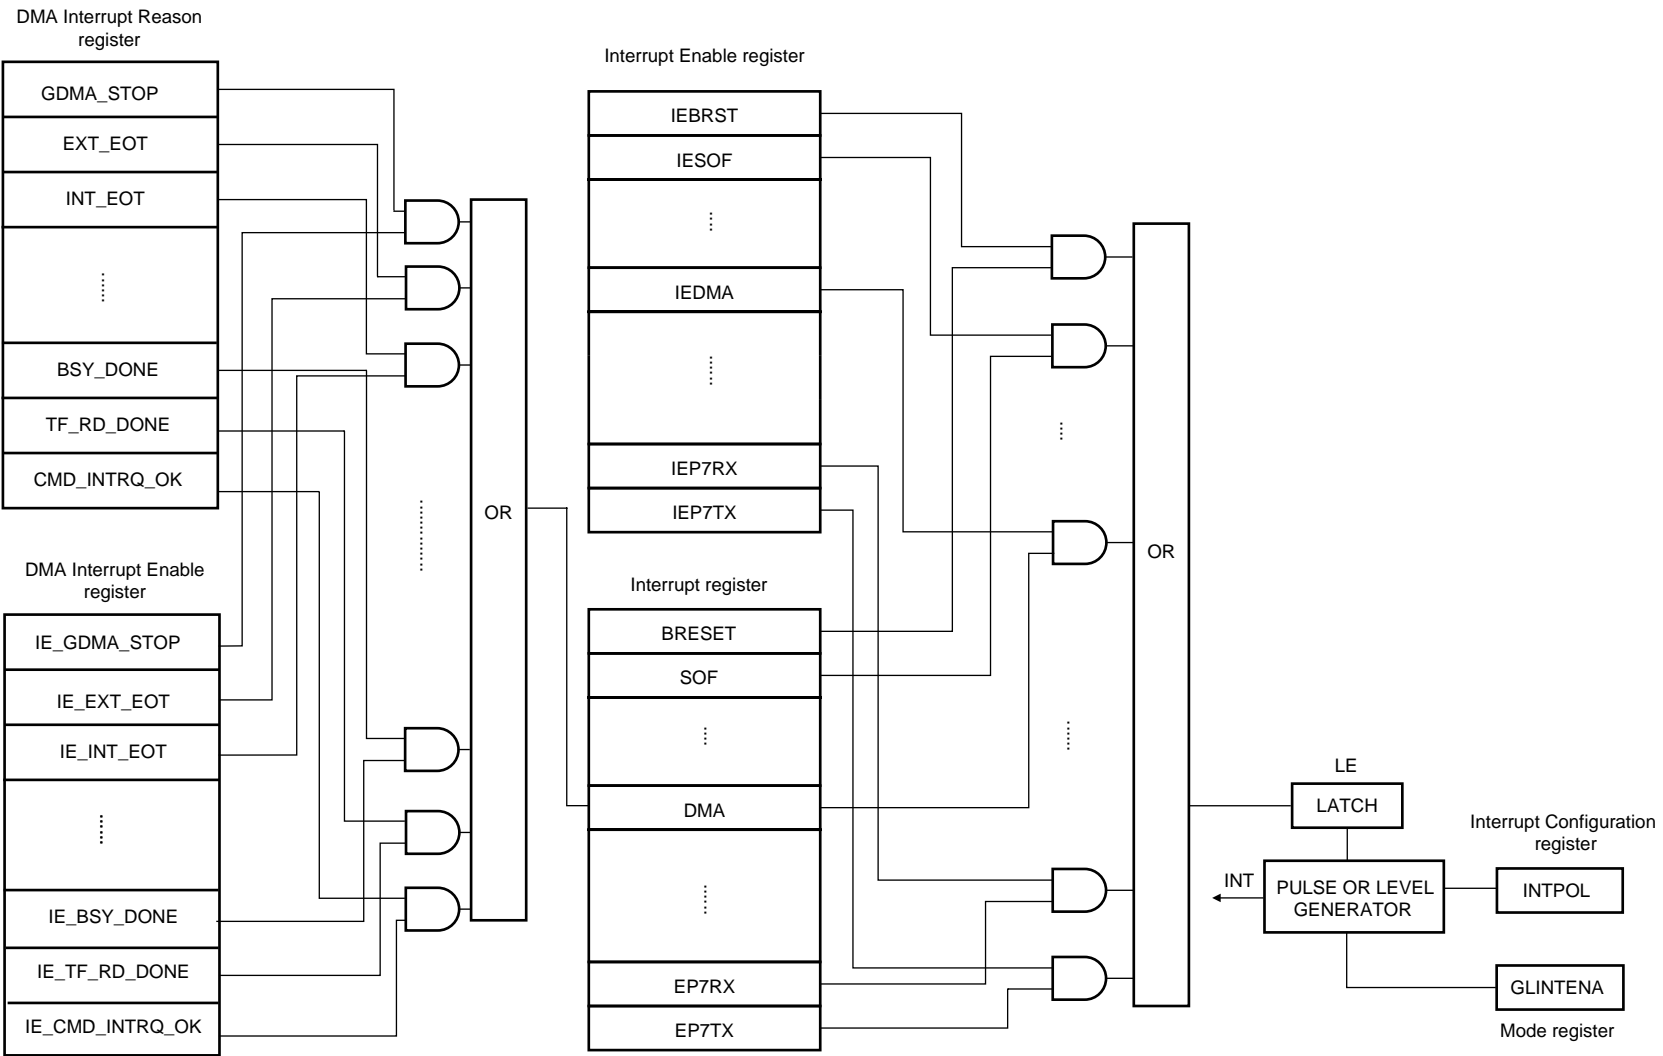 DMA Interrupt Reason
register
GDMA_STOP
EXT_EOT
INT_EOT
BSY_DONE
TF_RD_DONE
CMD_INTRQ_OK
DMA Interrupt Enable
register
IE_GDMA_STOP
IE_EXT_EOT
IE_INT_EOT
IE_BSY_DONE
IE_TF_RD_DONE
IE_CMD_INTRQ_OK
OR
Interrupt Enable register
IEBRST
IESOF
IEDMA
IEP7RX
IEP7TX
Interrupt register
BRESET
SOF
DMA
EP7RX
EP7TX
OR
LE
LATCH
INT
PULSE OR LEVEL
GENERATOR
Interrupt Configuration
register
INTPOL
GLINTENA
Mode register